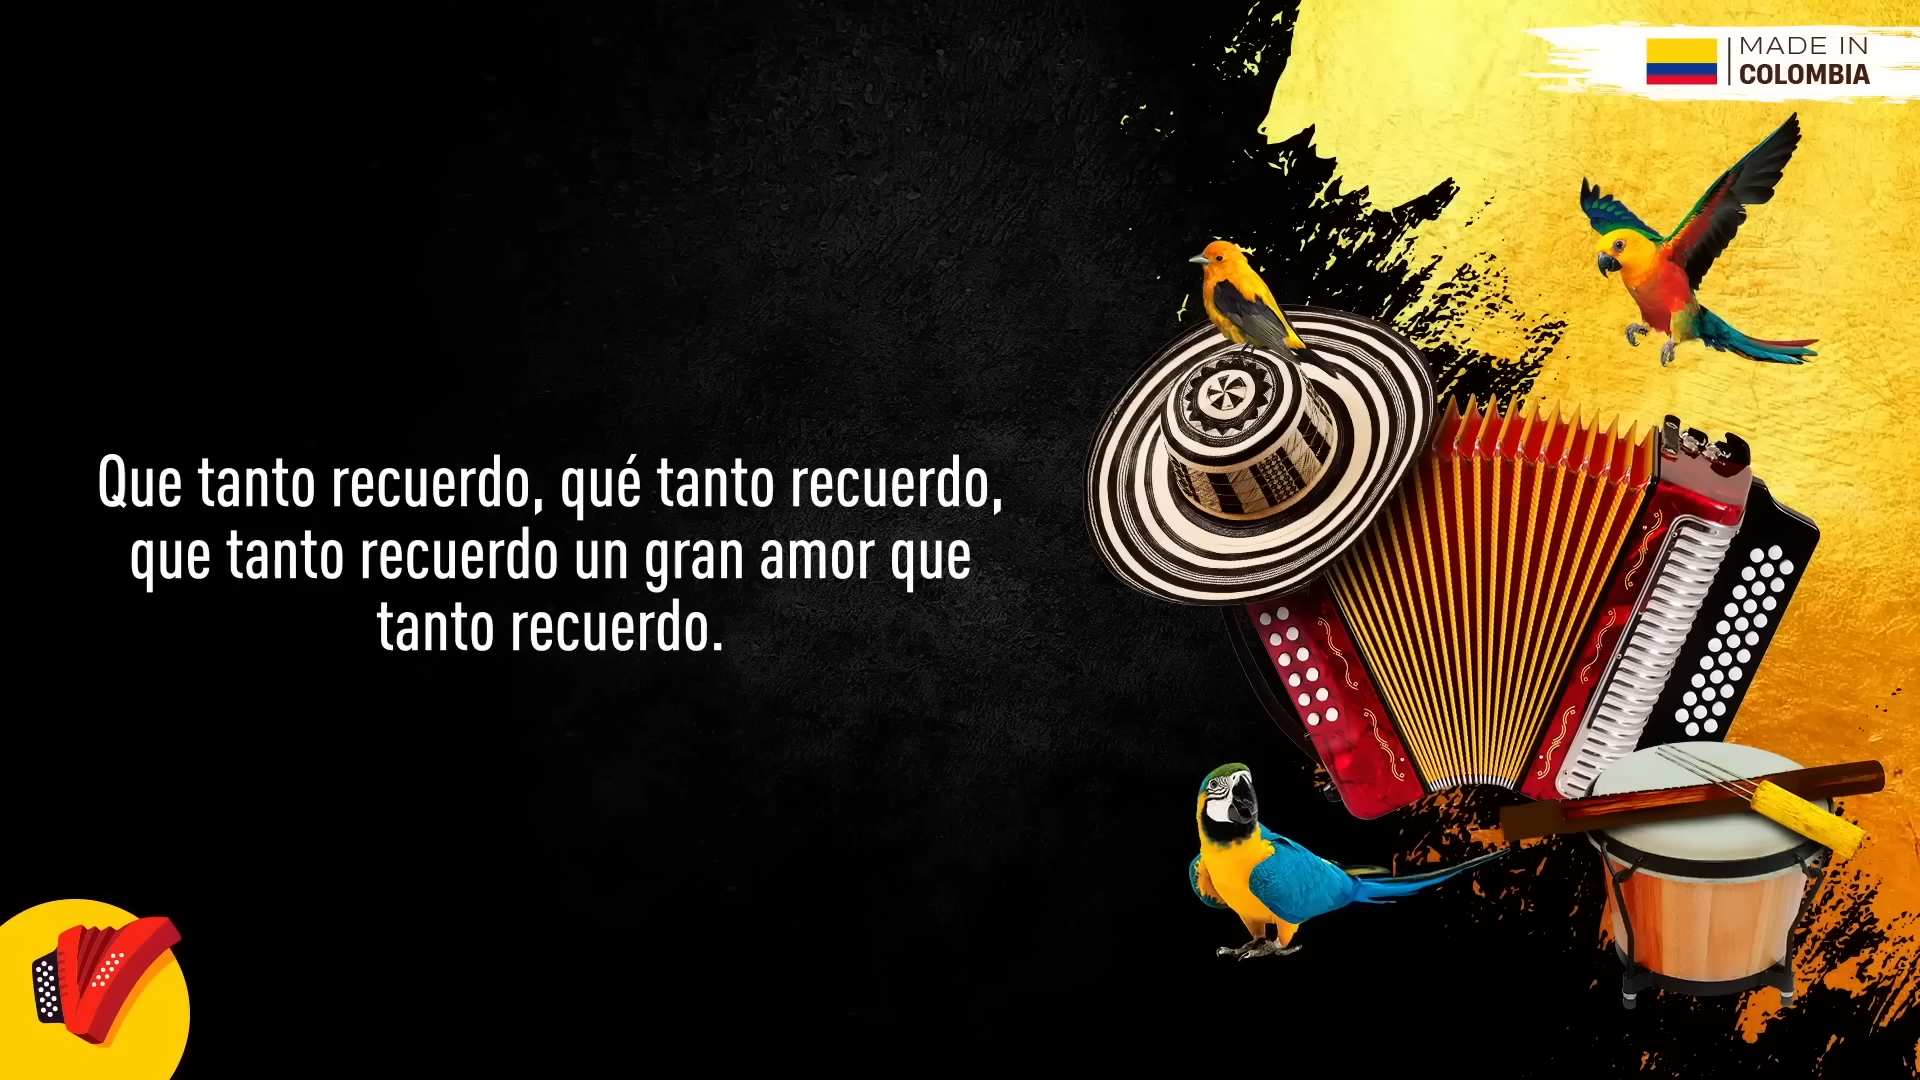 MADE IN
COLOMBIA
Que tanto recuerdo, qué tanto recuerdo,
que tanto recuerdo un gran amor que
tanto recuerdo.